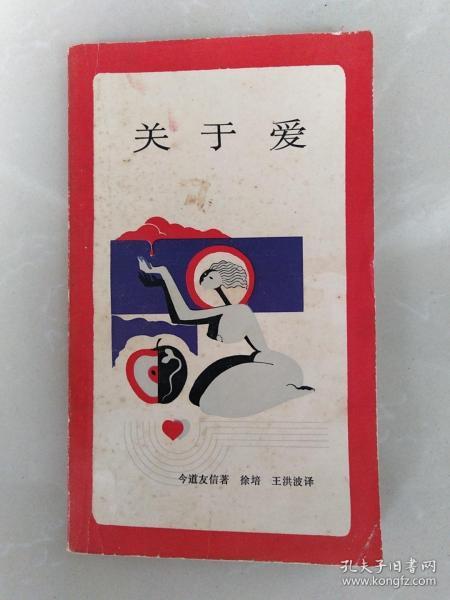 关于爱
今道友信著 徐培 王洪波译
孔夫子旧书网
www.kongfz.com